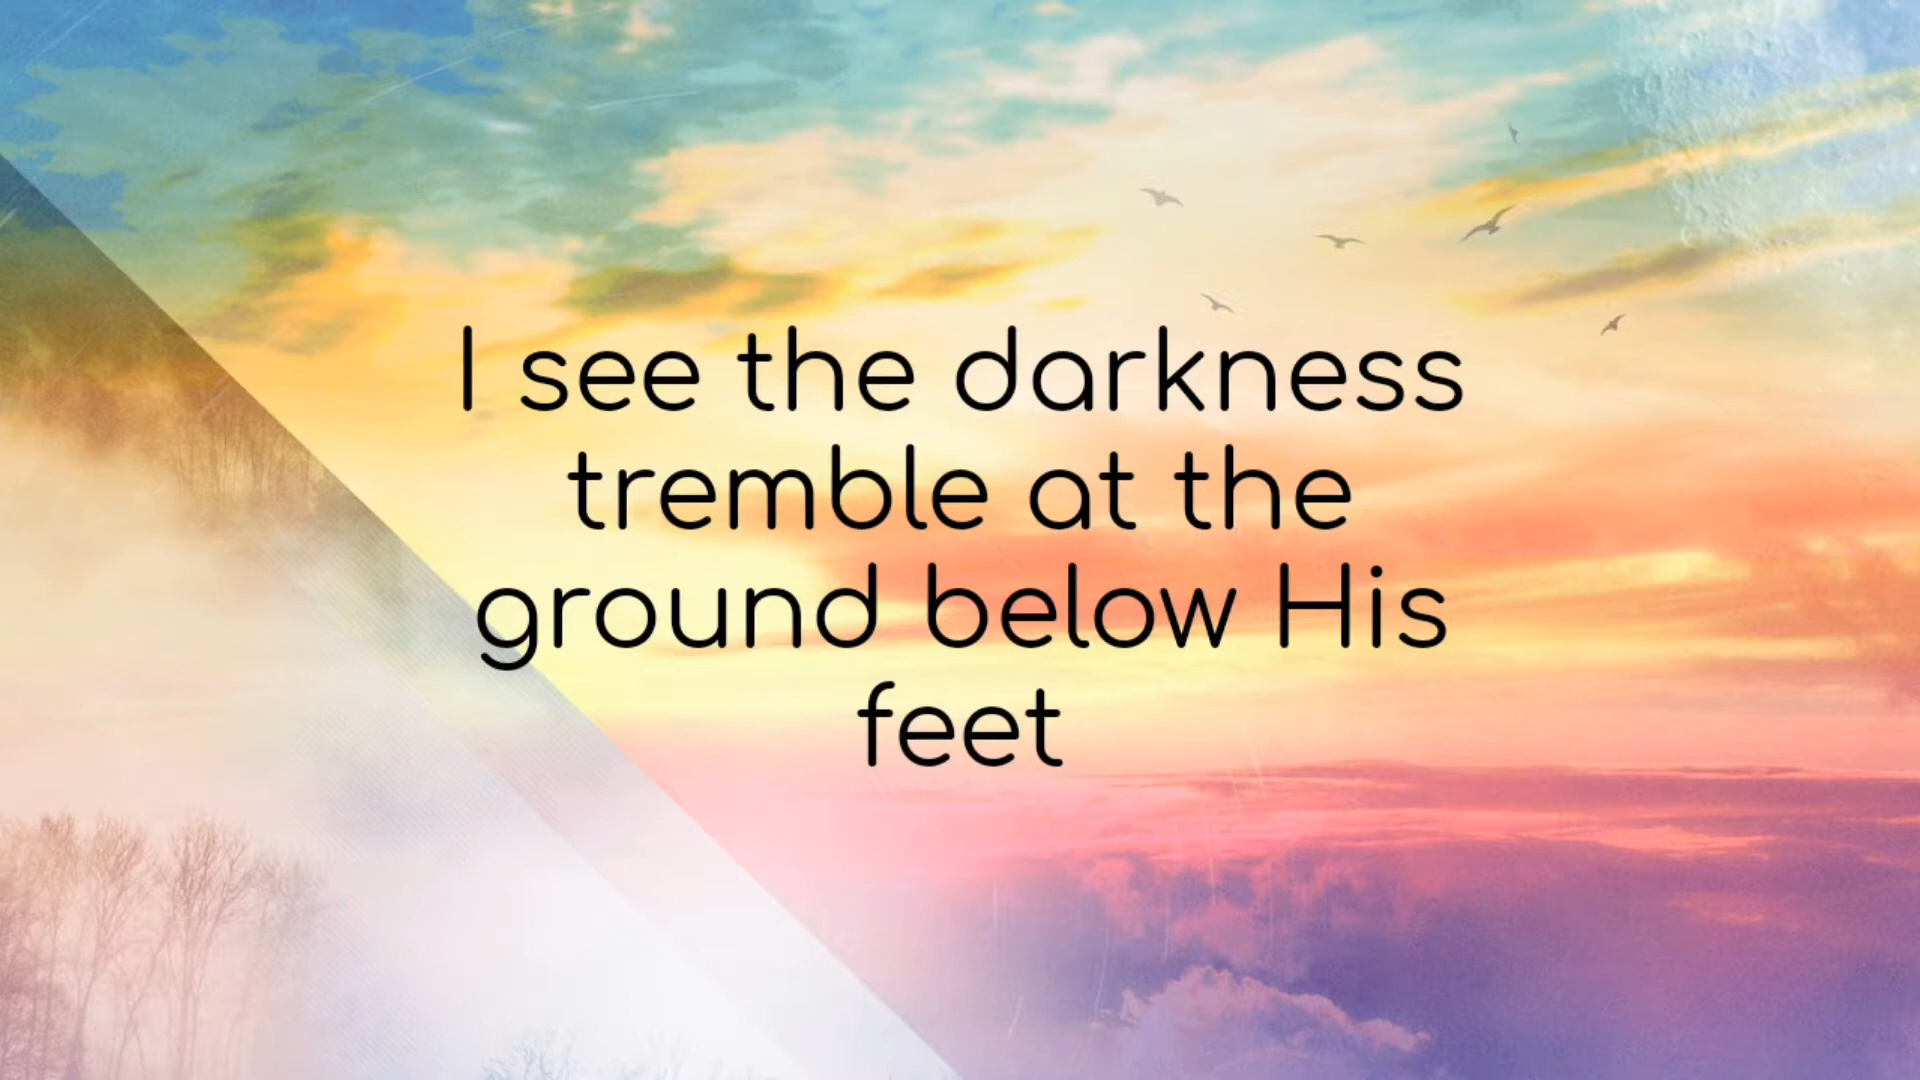 I see the darkness
tremble at the
ground below His
feet